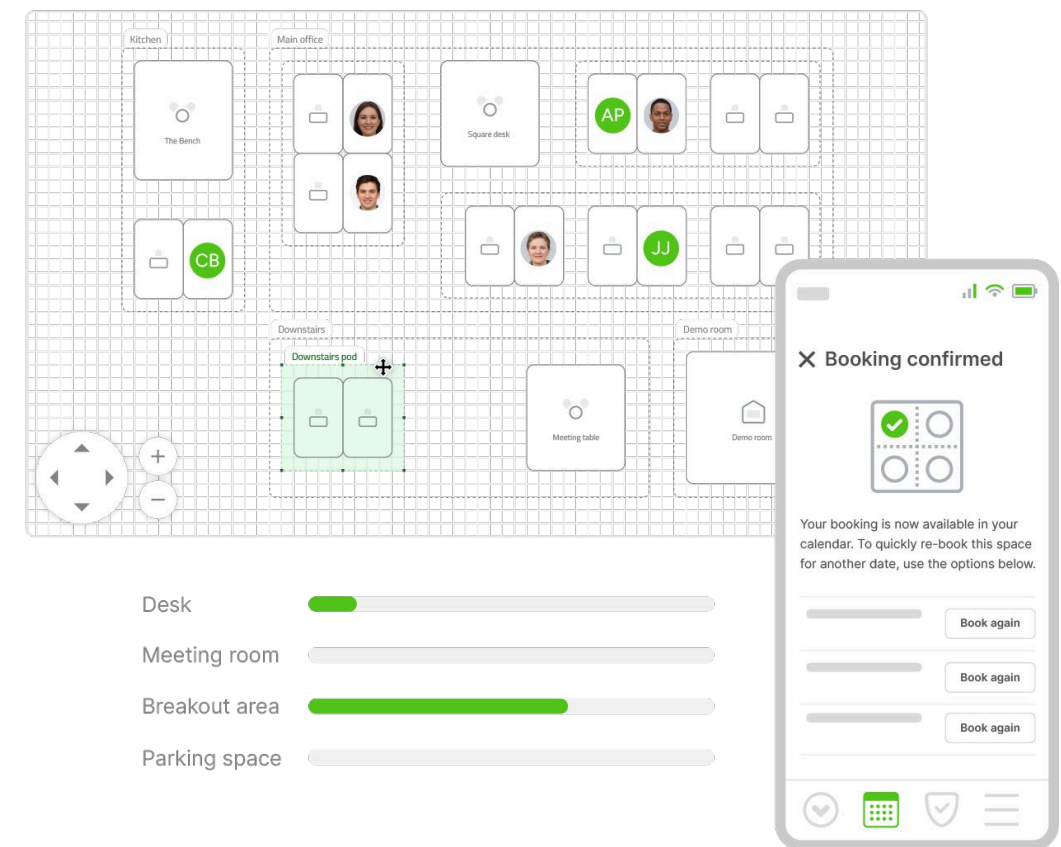 Kitchen
Main office
The Bench
Square desk
AP
CB
JJ
Downstairs
Downstairs pod
Meeting table
Demo room
Demo room
+
−
Desk
Meeting room
Breakout area
Parking space
Booking confirmed
Your booking is now available in your
calendar. To quickly re-book this space
for another date, use the options below.
Book again
Book again
Book again